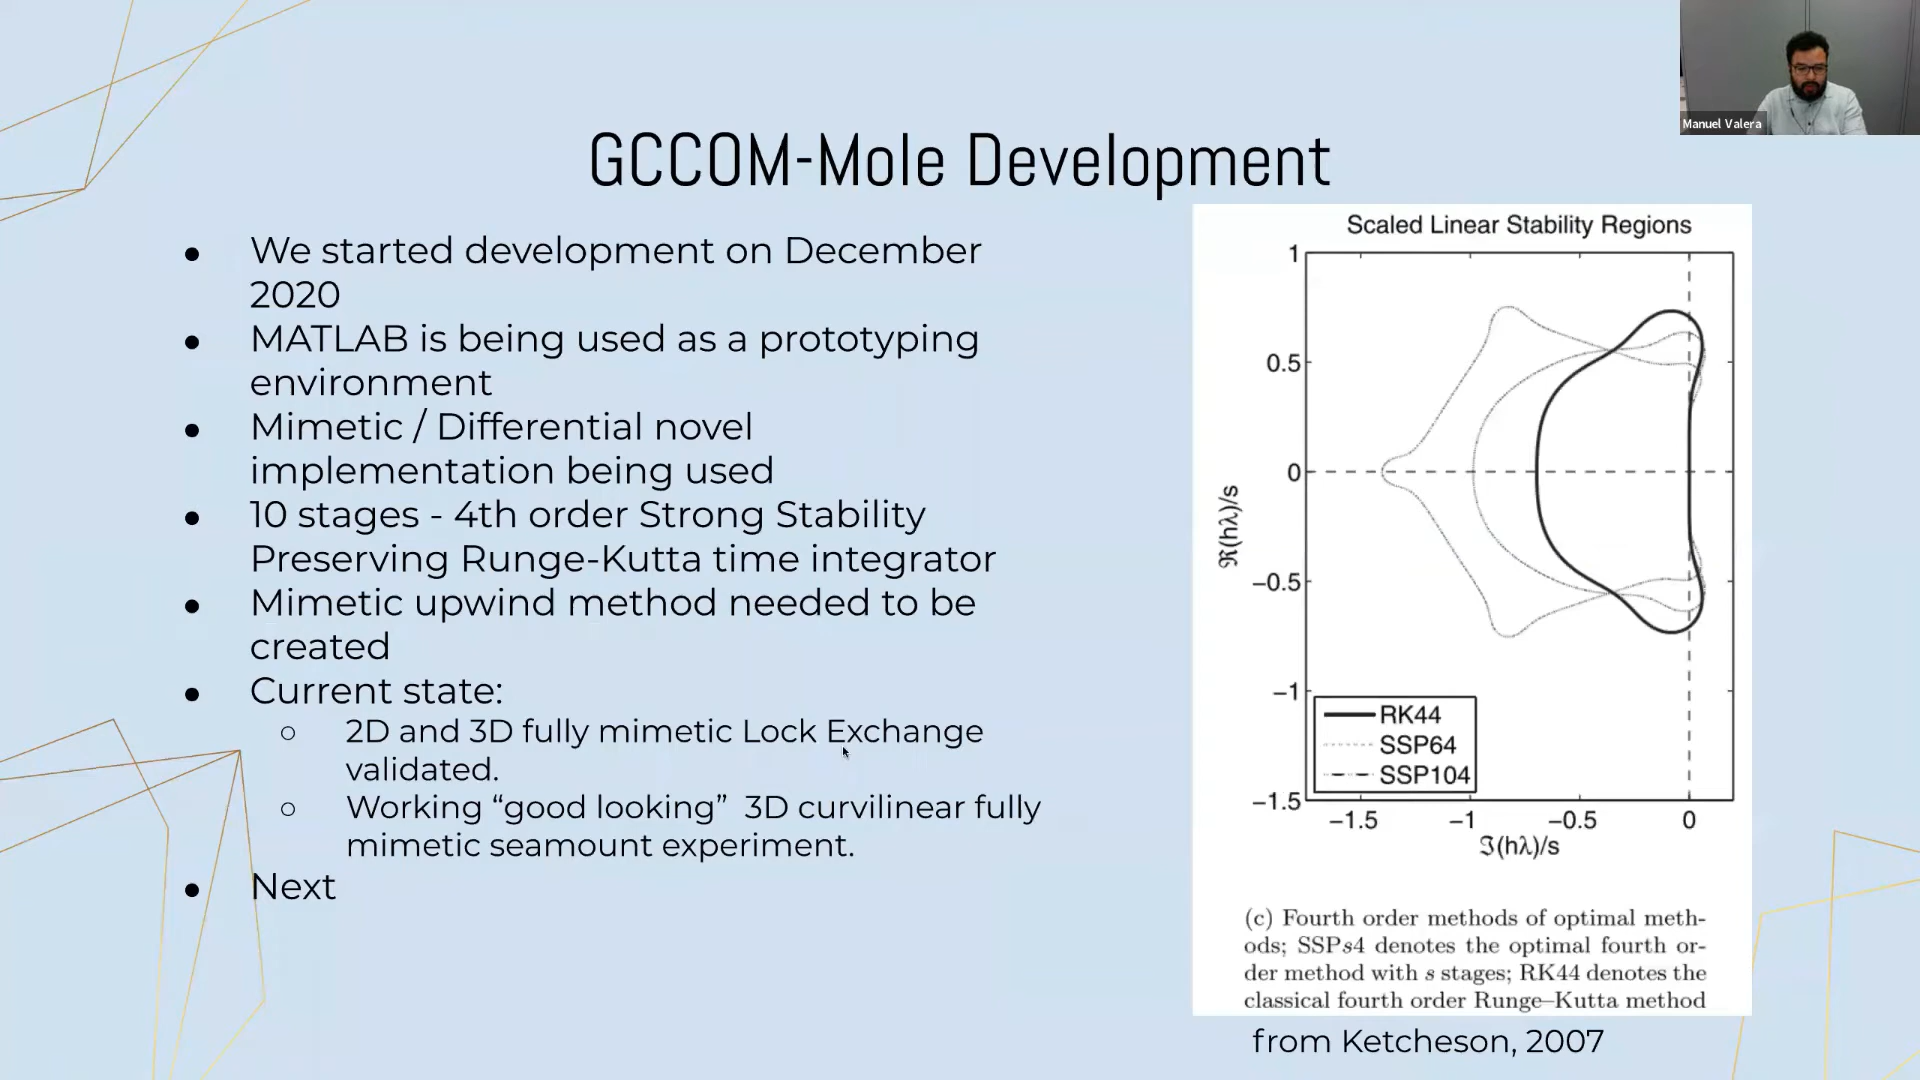 Manuel Valera
GCCOM-Mole Development
● We started development on December
2020
● MATLAB is being used as a prototyping
environment
● Mimetic / Differential novel
implementation being used
● 10 stages - 4th order Strong Stability
Preserving Runge-Kutta time integrator
● Mimetic upwind method needed to be
created
● Current state:
○ 2D and 3D fully mimetic Lock Exchange
validated.
○ Working “good looking”  3D curvilinear fully
mimetic seamount experiment.
● Next
Scaled Linear Stability Regions
1
0.5
0
−0.5
−1
−1.5
ℜ(hλ)/s
RK44
SSP64
SSP104
−1.5 −1 −0.5 0
ℑ(hλ)/s
(c) Fourth order methods of optimal meth-
ods; SSPs4 denotes the optimal fourth or-
der method with s stages; RK44 denotes the
classical fourth order Runge–Kutta method
from Ketcheson, 2007